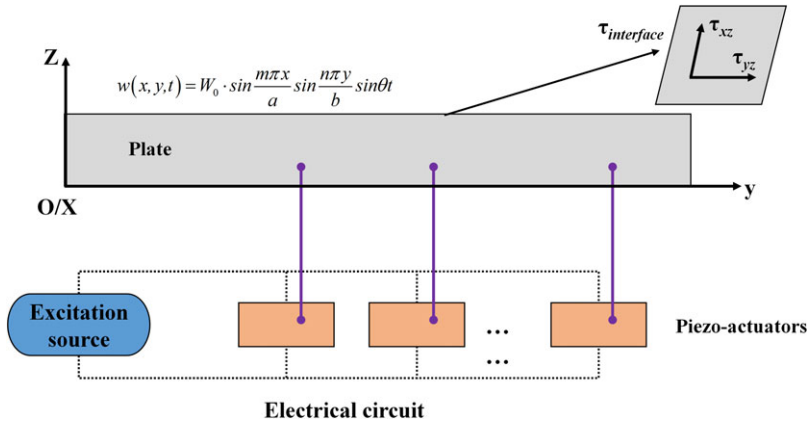 τinterface
τxz
τyz
Z
w(x,y,t)=W₀·sin mπx/a sin nπy/b sinθt
Plate
O/X
y
Excitation
source
...
...
Piezo-actuators
Electrical circuit